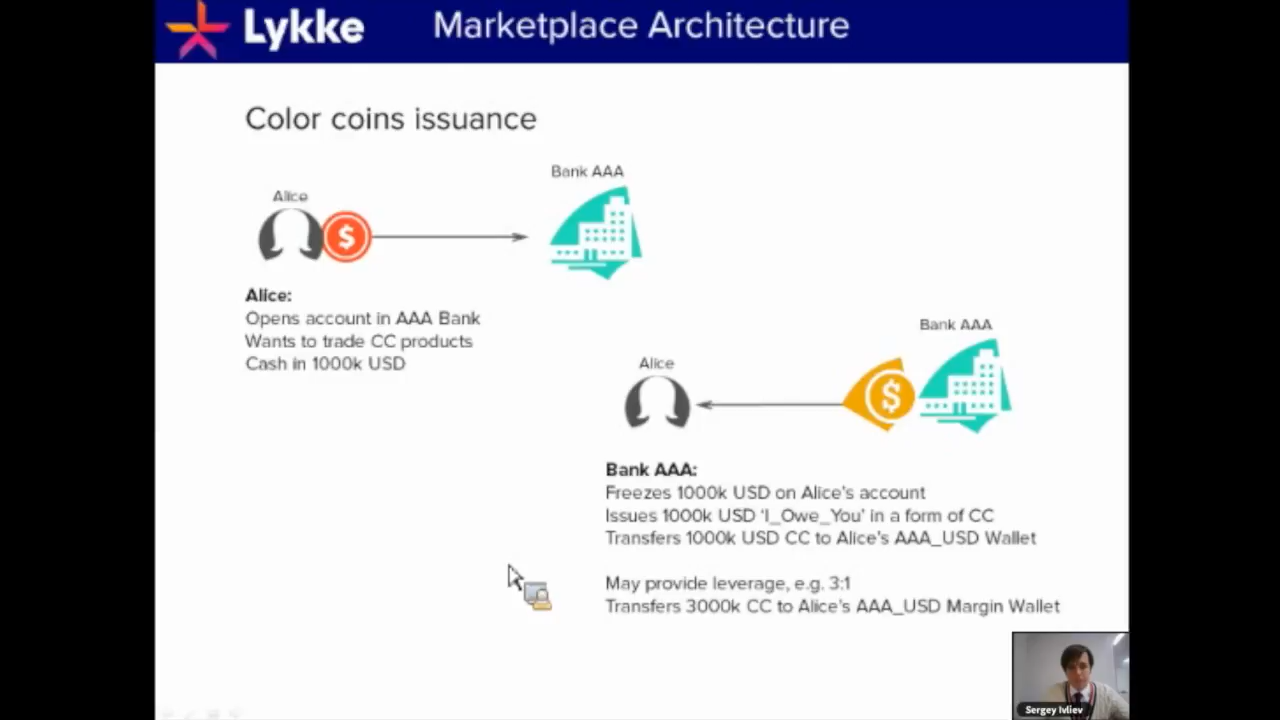 Lykke
Marketplace Architecture
Color coins issuance
Alice
$
Bank AAA
Alice:
Opens account in AAA Bank
Wants to trade CC products
Cash in 1000k USD
Alice
$
Bank AAA
Bank AAA:
Freezes 1000k USD on Alice's account
Issues 1000k USD 'I_Owe_You' in a form of CC
Transfers 1000k USD CC to Alice's AAA_USD Wallet
May provide leverage, e.g. 3:1
Transfers 3000k CC to Alice's AAA_USD Margin Wallet
Sergey Ivliev